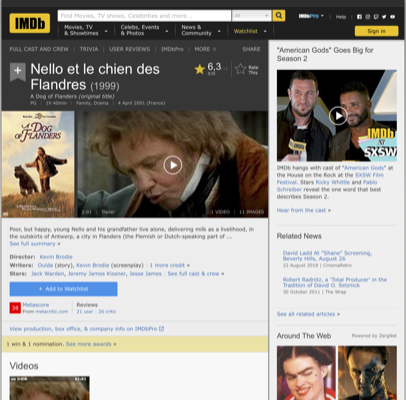 IMDb
Find Movies, TV shows, Celebrities and more...
All
IMDbPro
Help
Movies, TV & Showtimes
Celebs, Events & Photos
News & Community
Watchlist
Sign in
FULL CAST AND CREW | TRIVIA | USER REVIEWS | IMDbPro | MORE
SHARE
Nello et le chien des
Flandres (1999)
A Dog of Flanders (original title)
PG | 1h 40min | Family, Drama | 4 April 2001 (France)
6,3
Rate
This
A DOG of
FLANDERS
2:01 | Trailer
1 VIDEO | 11 IMAGES
Poor, but happy, young Nello and his grandfather live alone, delivering milk as a livelihood, in
the outskirts of Antwerp, a city in Flanders (the Flemish or Dutch-speaking part of ...
See full summary »
Director: Kevin Brodie
Writers: Ouida (story), Kevin Brodie (screenplay) | 1 more credit »
Stars: Jack Warden, Jeremy James Kissner, Jesse James | See full cast & crew »
+ Add to Watchlist
Metascore
From metacritic.com
Reviews
21 user | 26 critic
View production, box office, & company info on IMDbPro
1 win & 1 nomination. See more awards »
Videos
"American Gods" Goes Big for
Season 2
IMDb
at
SXSW
IMDb hangs with cast of "American Gods" at
the House on the Rock at the SXSW Film
Festival. Stars Ricky Whittle and Pablo
Schreiber reveal the one word that best
describes Season 2.
Hear from the cast »
Related News
David Ladd At "Shane" Screening,
Beverly Hills, August 26
22 August 2018 | CinemaRetro
Robert Radnitz, a 'Total Producer' in the
Tradition of David O. Selznick
30 October 2011 | The Wrap
See all related articles »
Around The Web
Powered by ZergNet